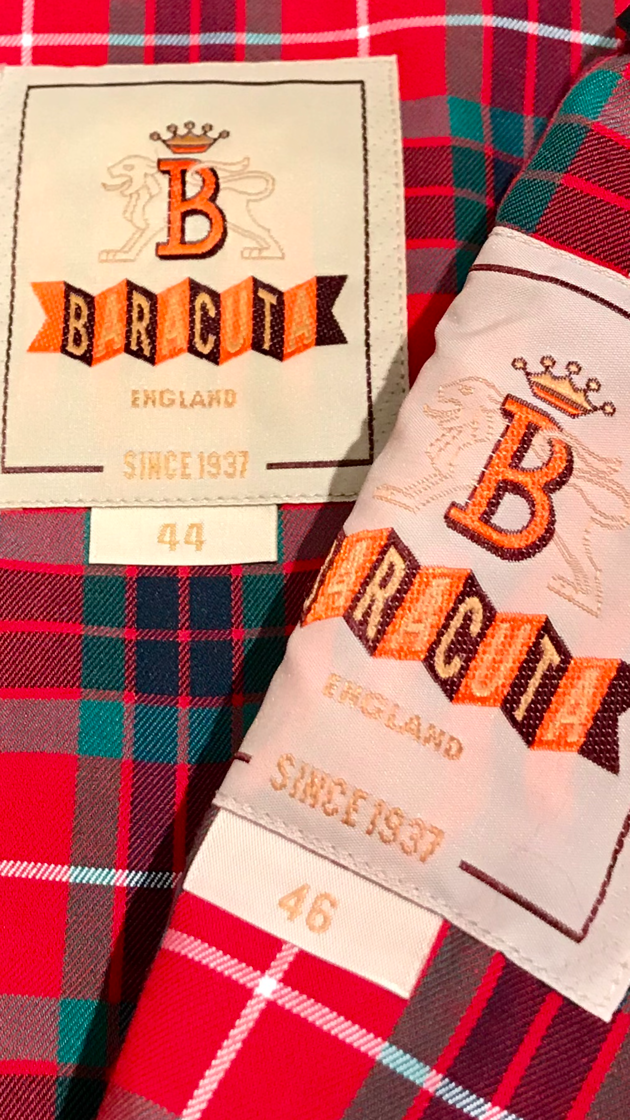 B
BARACUTA
ENGLAND
SINCE 1937
44
B
BARACUTA
ENGLAND
SINCE 1937
46